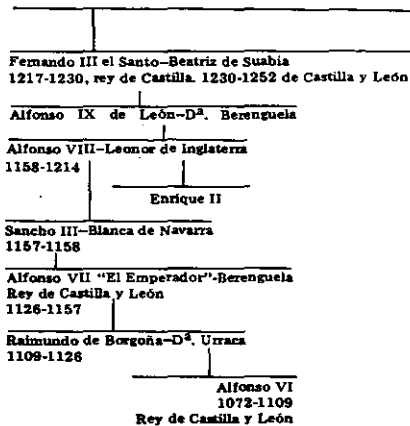 Fernando III el Santo—Beatriz de Suabia
1217-1230, rey de Castilla. 1230-1252 de Castilla y León
Alfonso IX de León—Dª. Berenguela
Alfonso VIII—Leonor de Inglaterra
1158-1214
Enrique II
Sancho III—Blanca de Navarra
1157-1158
Alfonso VII "El Emperador"-Berenguela
Rey de Castilla y León
1126-1157
Raimundo de Borgoña—Dª. Urraca
1109-1126
Alfonso VI
1072-1109
Rey de Castilla y León